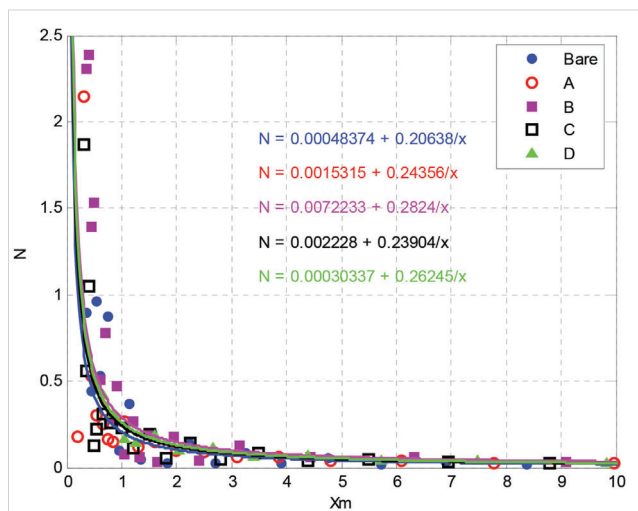 2.5
2
1.5
1
0.5
0
N
0 1 2 3 4 5 6 7 8 9 10
Xm
Bare
A
B
C
D
N = 0.00048374 + 0.20638/x
N = 0.0015315 + 0.24356/x
N = 0.0072233 + 0.2824/x
N = 0.002228 + 0.23904/x
N = 0.00030337 + 0.26245/x